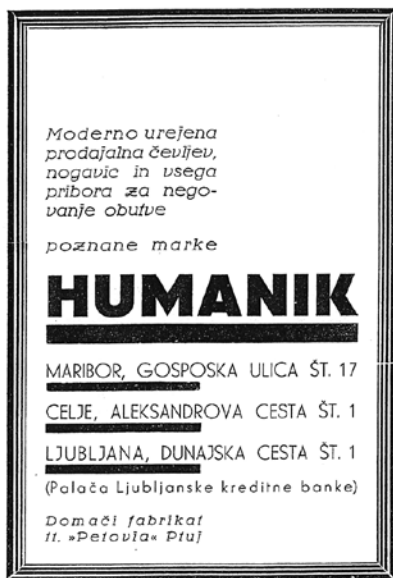 Moderno urejena
prodajalna čevljev,
nogavic in vsega
pribora za nego-
vanje obutve
poznane marke
HUMANIK
MARIBOR, GOSPOSKA ULICA ŠT. 17
CELJE, ALEKSANDROVA CESTA ŠT. 1
LJUBLJANA, DUNAJSKA CESTA ŠT. 1
(Palača Ljubljanske kreditne banke)
Domači fabrikat
tt. »Petovia« Ptuj